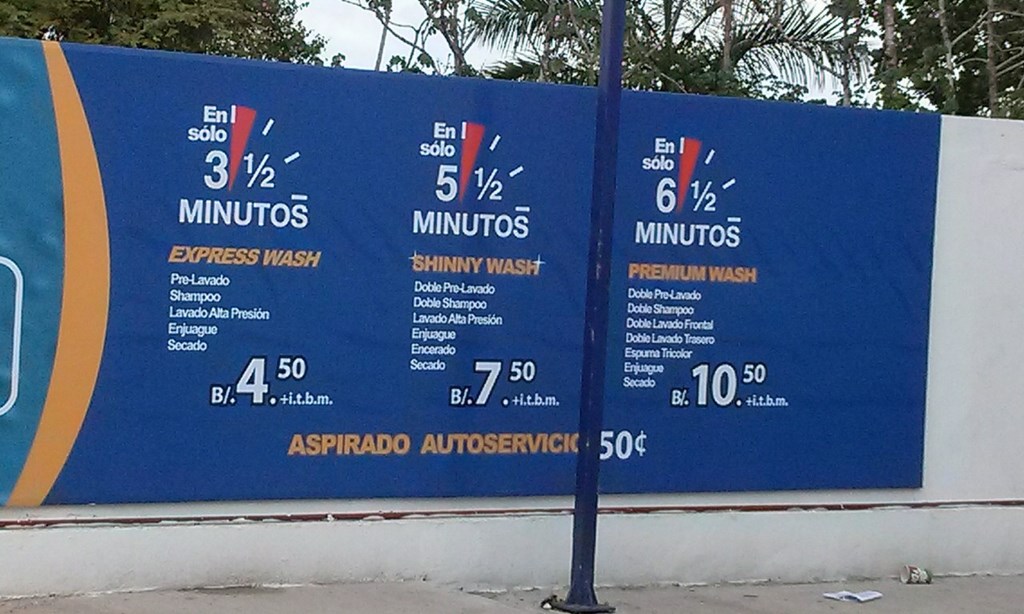 En
sólo
3 ½
MINUTOS
EXPRESS WASH
Pre-Lavado
Shampoo
Lavado Alta Presión
Enjuague
Secado
B/. 4.50 +i.t.b.m.
En
sólo
5 ½
MINUTOS
SHINNY WASH
Doble Pre-Lavado
Doble Shampoo
Lavado Alta Presión
Enjuague
Encerado
Secado
B/. 7.50 +i.t.b.m.
En
sólo
6 ½
MINUTOS
PREMIUM WASH
Doble Pre-Lavado
Doble Shampoo
Doble Lavado Frontal
Doble Lavado Trasero
Espuma Tricolor
Enjuague
Secado
B/. 10.50 +i.t.b.m.
ASPIRADO AUTOSERVICIO 50¢